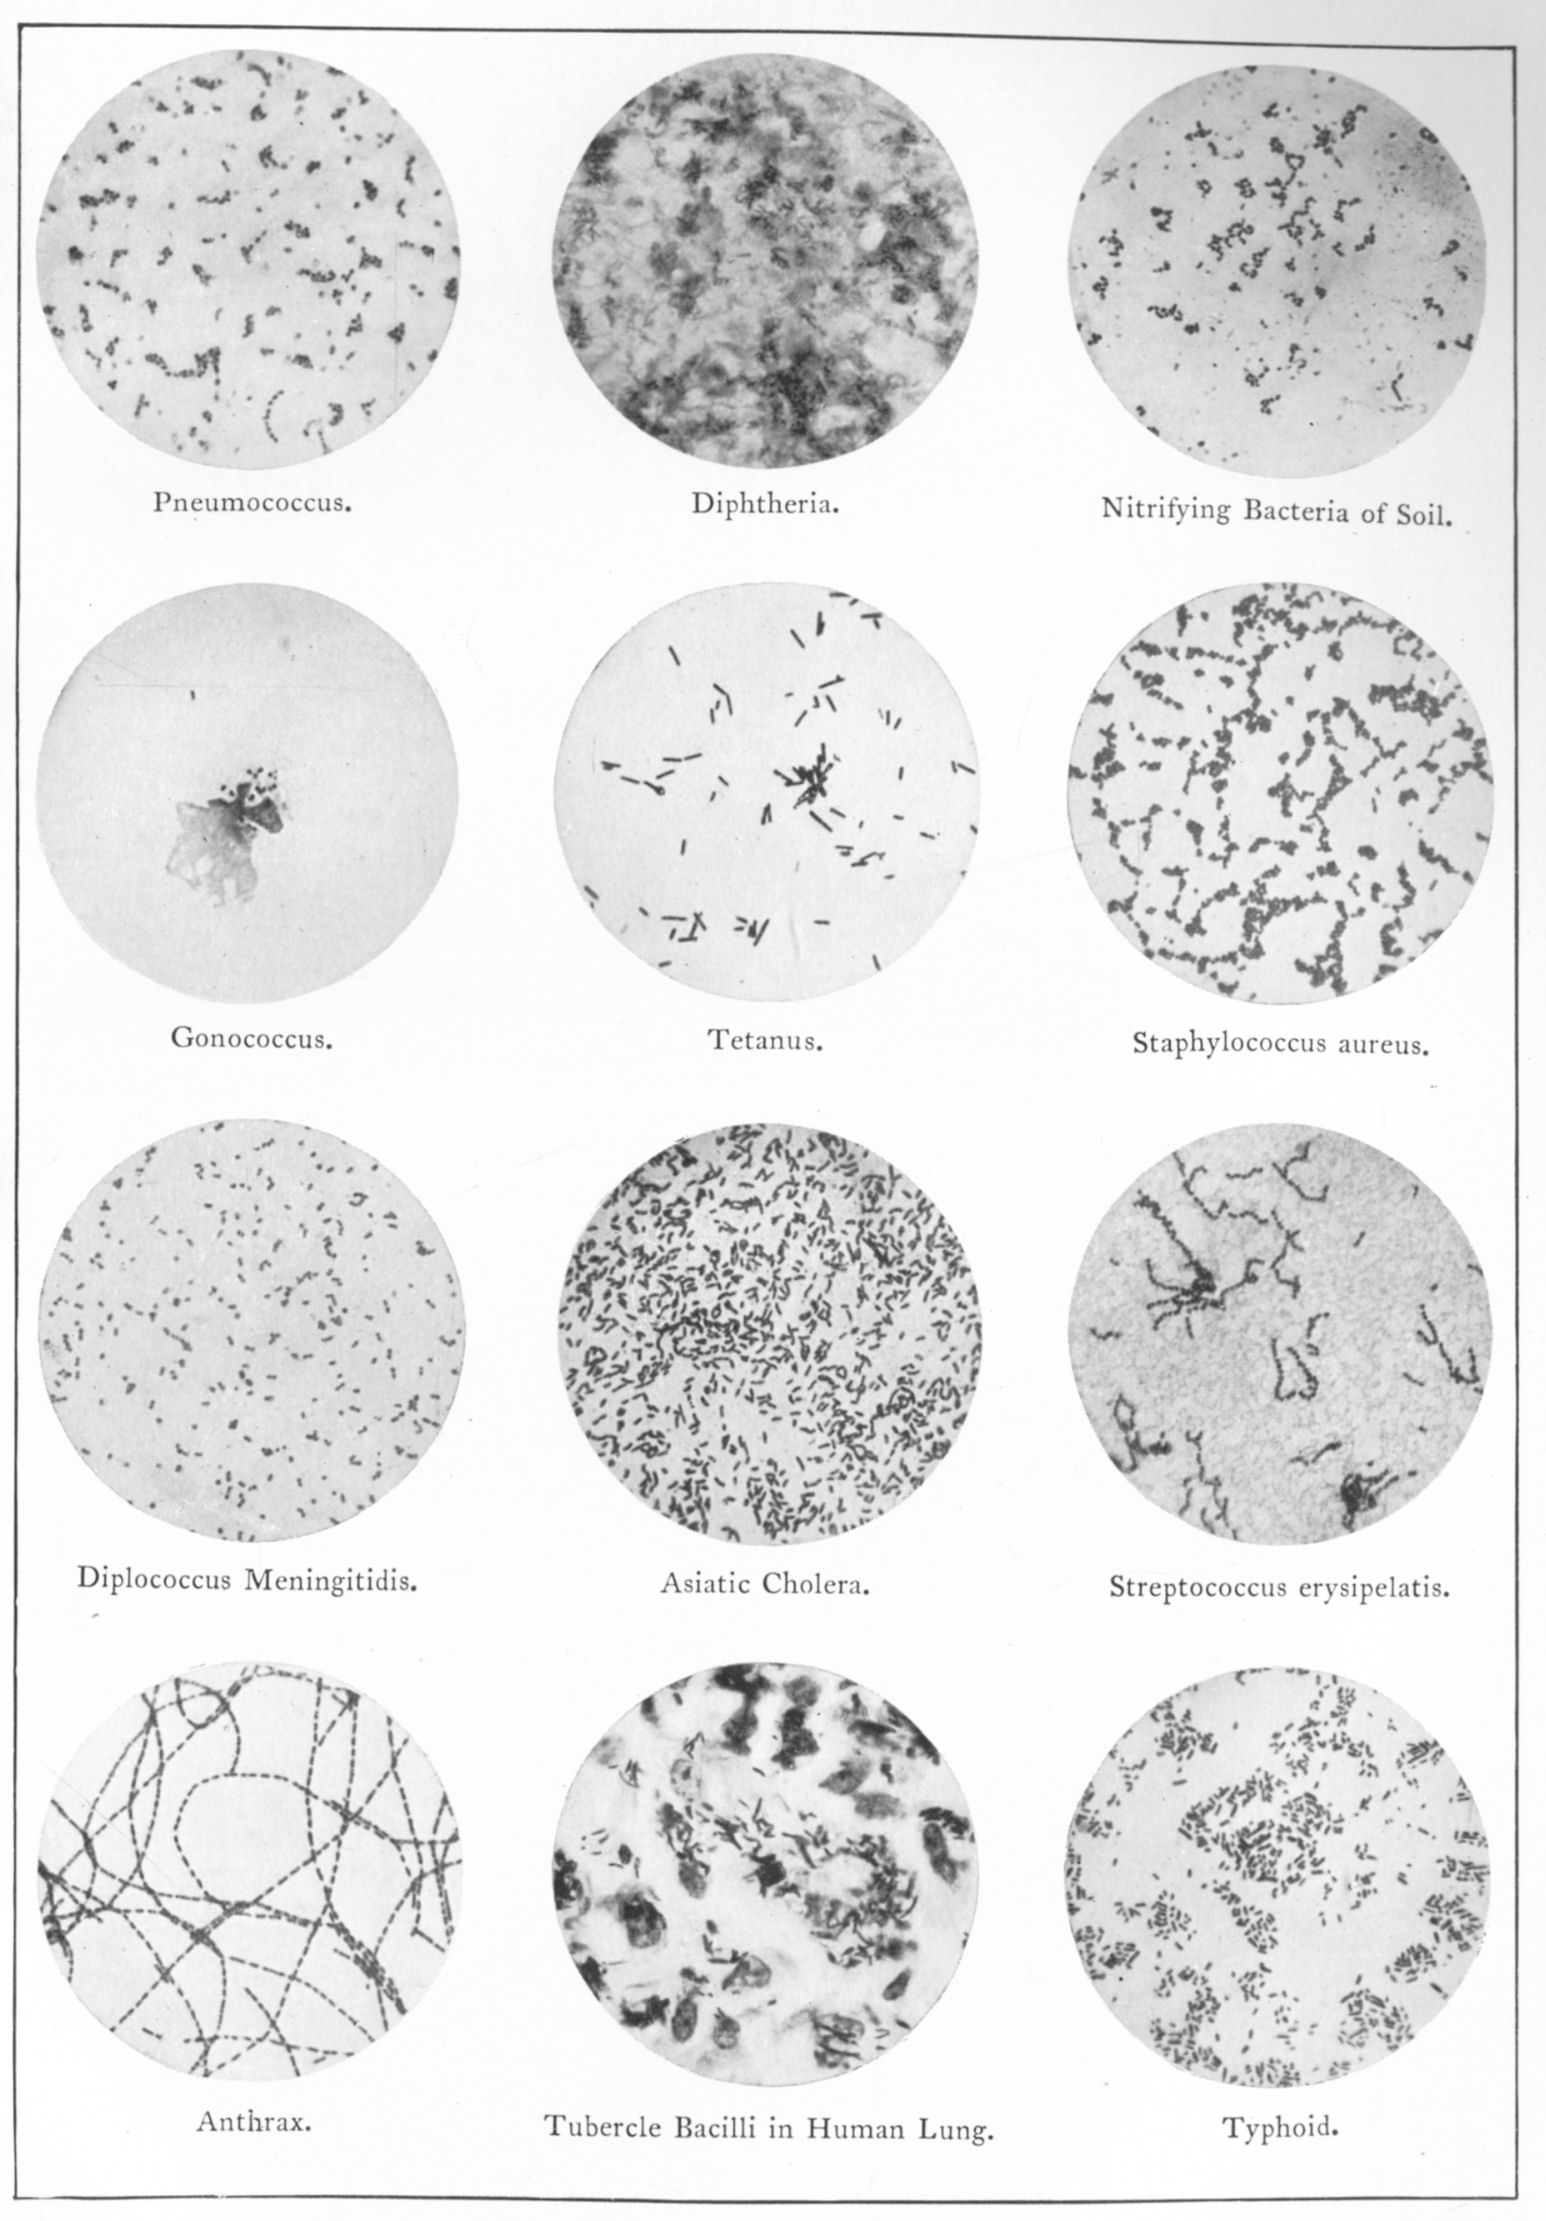 Pneumococcus.
Diphtheria.
Nitrifying Bacteria of Soil.
Gonococcus.
Tetanus.
Staphylococcus aureus.
Diplococcus Meningitidis.
Asiatic Cholera.
Streptococcus erysipelatis.
Anthrax.
Tubercle Bacilli in Human Lung.
Typhoid.